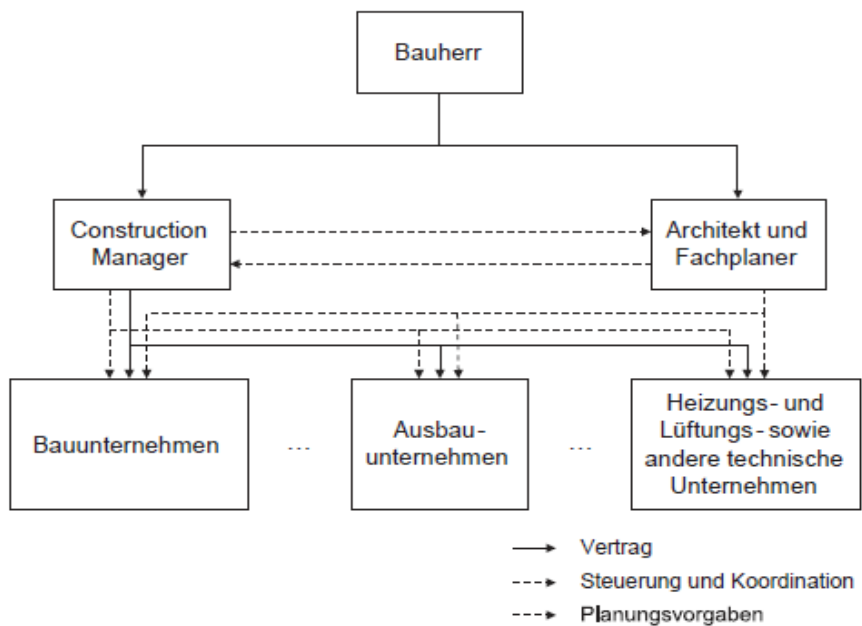 Bauherr
Construction
Manager
Architekt und
Fachplaner
Bauunternehmen
...
Ausbau-
unternehmen
...
Heizungs- und
Lüftungs- sowie
andere technische
Unternehmen
Vertrag
Steuerung und Koordination
Planungsvorgaben